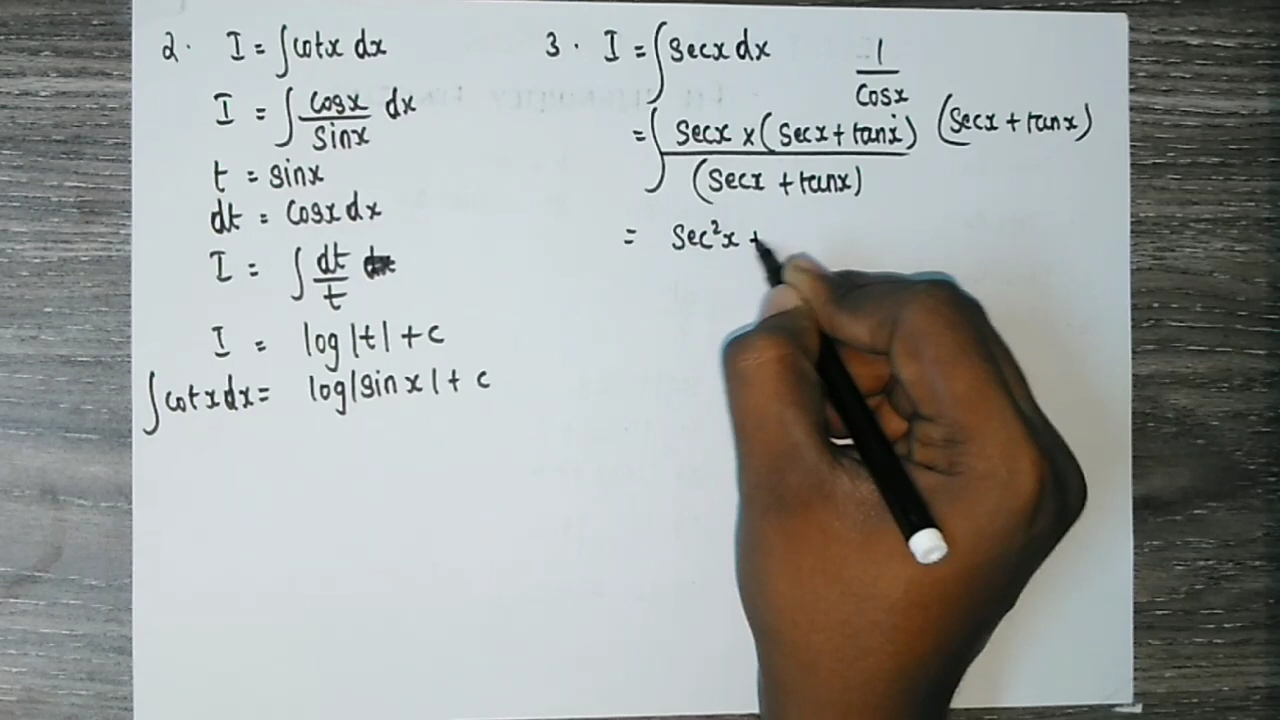 2. I = ∫cotx dx
I = ∫ cosx/sinx dx
t = sinx
dt = cosx dx
I = ∫ dt/t
I = log|t| + c
∫cotx dx = log|sinx| + c
3. I = ∫secx dx 1/cosx
= ∫ secx × (secx + tanx)/(secx + tanx) (secx + tanx)
= sec²x +